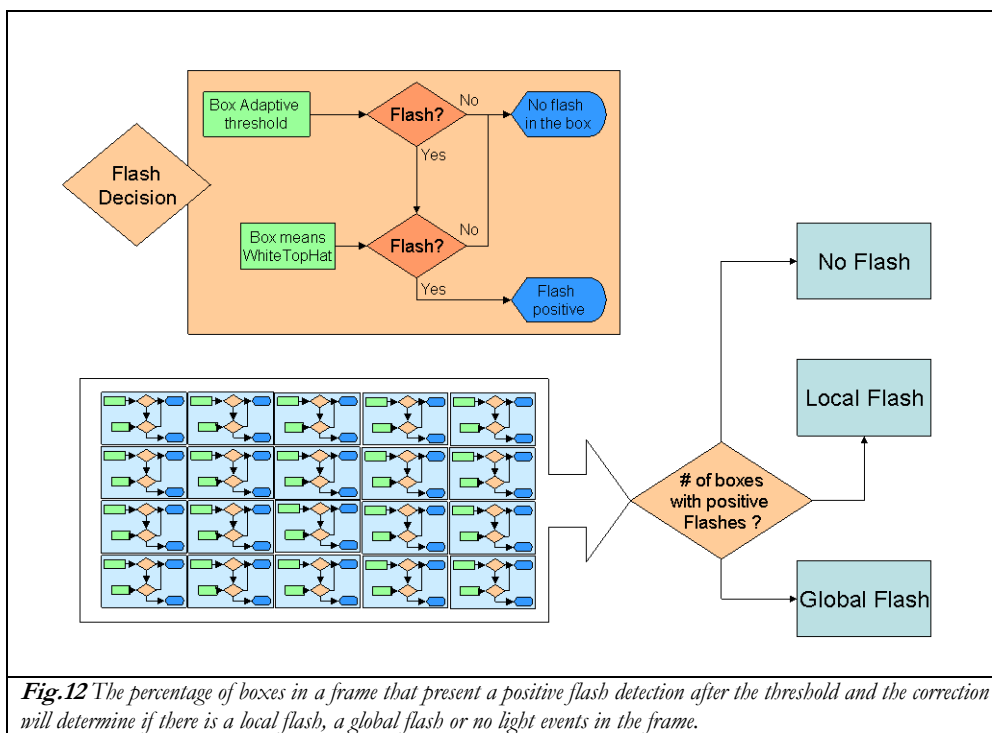 Flash
Decision
Box Adaptive
threshold
Flash?
No
No flash
in the box
Yes
Box means
WhiteTopHat
Flash?
No
Yes
Flash
positive
No Flash
Local Flash
# of boxes
with positive
Flashes ?
Global Flash
Fig.12 The percentage of boxes in a frame that present a positive flash detection after the threshold and the correction
will determine if there is a local flash, a global flash or no light events in the frame.